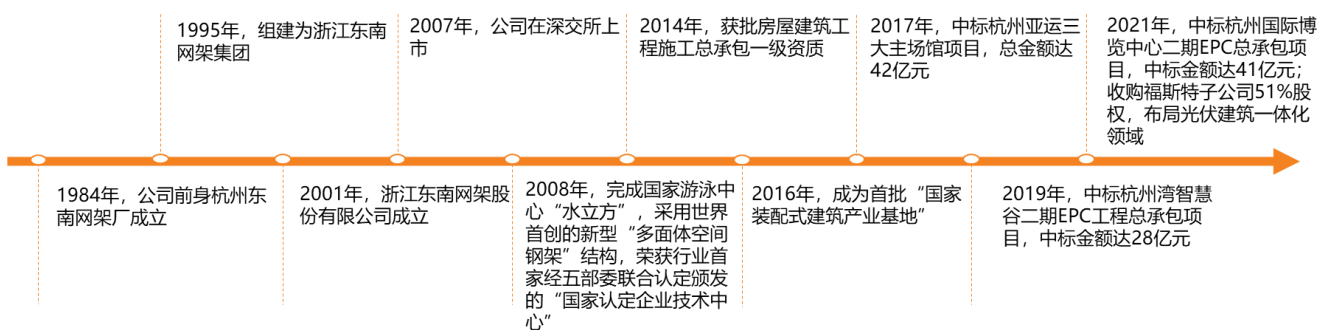 1995年，组建为浙江东南
网架集团
2007年，公司在深交所上
市
2014年，获批房屋建筑工
程施工总承包一级资质
2017年，中标杭州亚运三
大主场馆项目，总金额达
42亿元
2021年，中标杭州国际博
览中心二期EPC总承包项
目，中标金额达41亿元；
收购福斯特子公司51%股
权，布局光伏建筑一体化
领域
1984年，公司前身杭州东
南网架厂成立
2001年，浙江东南网架股
份有限公司成立
2008年，完成国家游泳中
心“水立方”，采用世界
首创的新型“多面体空间
钢架”结构，荣获行业首
家经五部委联合认定颁发
的“国家认定企业技术中
心”
2016年，成为首批“国家
装配式建筑产业基地”
2019年，中标杭州湾智慧
谷二期EPC工程总承包项
目，中标金额达28亿元